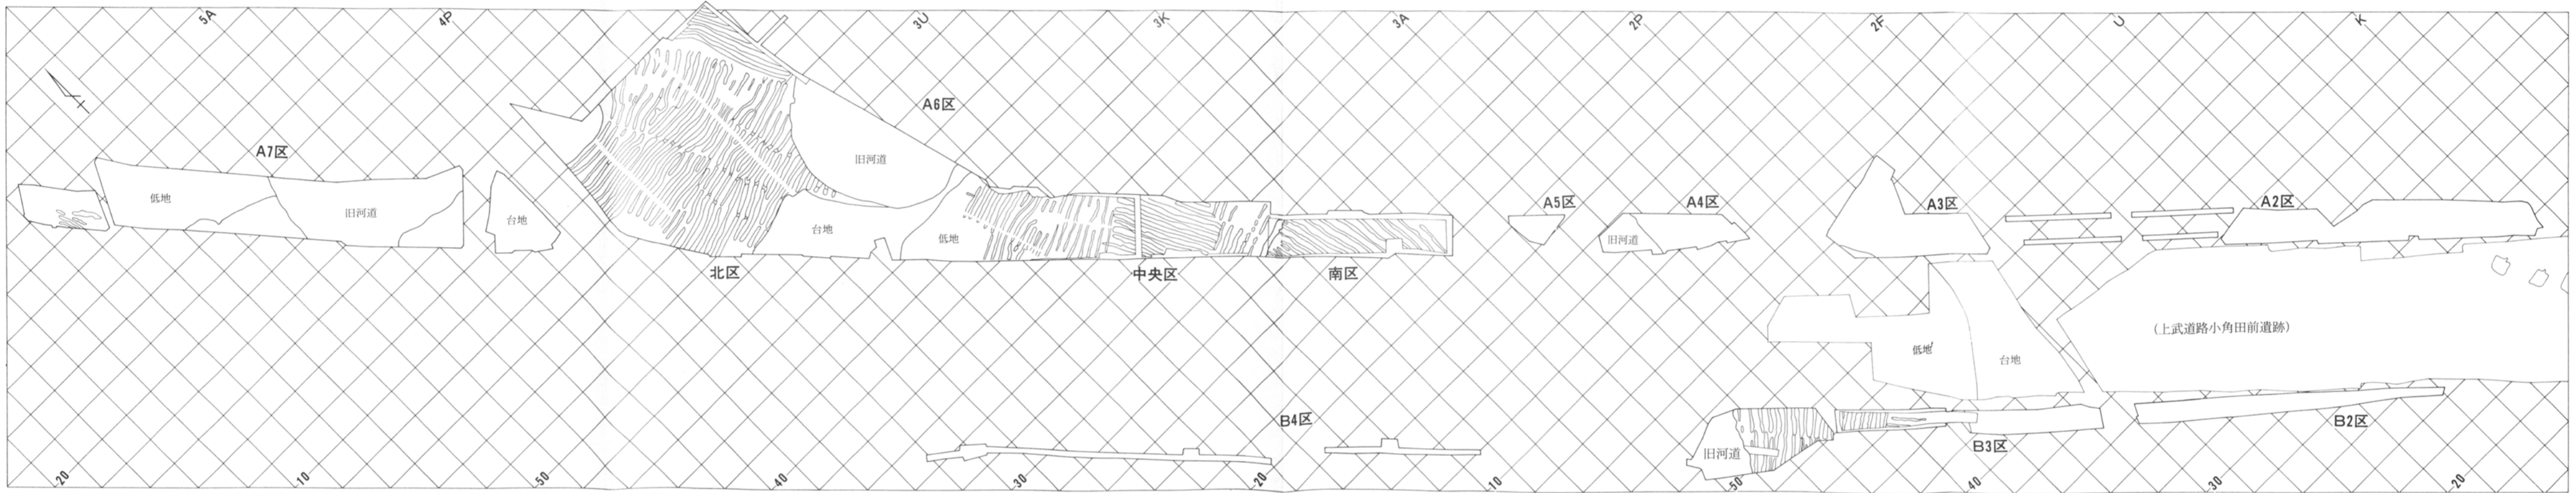 5A
4P
3U
3K
3A
2P
2F
U
K
A6区
A7区
低地
旧河道
台地
旧河道
台地
低地
北区
中央区
南区
A5区
A4区
旧河道
A3区
A2区
(上武道路小角田前遺跡)
低地
台地
B4区
旧河道
B3区
B2区
20
10
50
40
30
20
10
50
40
30
20